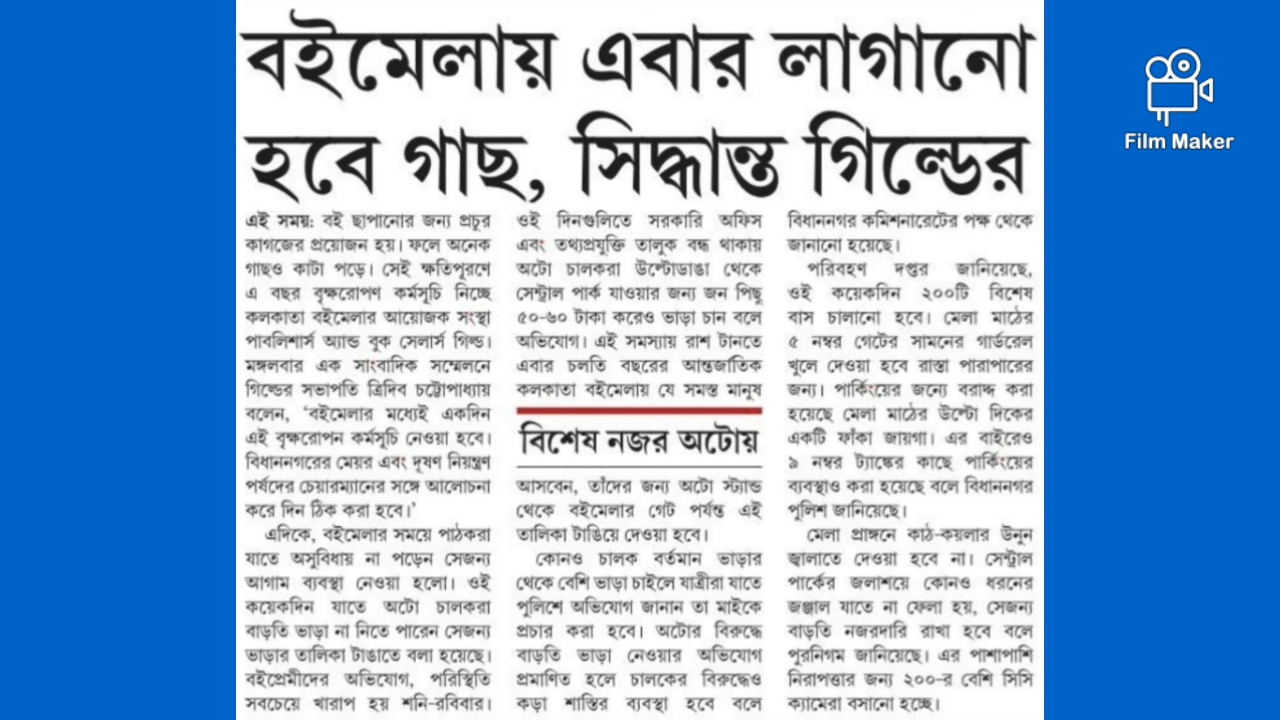 বইমেলায় এবার লাগানো
হবে গাছ, সিদ্ধান্ত গিল্ডের
এই সময়: বই ছাপানোর জন্য প্রচুর
কাগজের প্রয়োজন হয়। ফলে অনেক
গাছও কাটা পড়ে। সেই ক্ষতিপূরণে
এ বছর বৃক্ষরোপণ কর্মসূচি নিচ্ছে
কলকাতা বইমেলার আয়োজক সংস্থা
পাবলিশার্স অ্যান্ড বুক সেলার্স গিল্ড।
মঙ্গলবার এক সাংবাদিক সম্মেলনে
গিল্ডের সভাপতি ত্রিদিব চট্টোপাধ্যায়
বলেন, ‘বইমেলার মধ্যেই একদিন
এই বৃক্ষরোপন কর্মসূচি নেওয়া হবে।
বিধাননগরের মেয়র এবং দূষণ নিয়ন্ত্রণ
পর্ষদের চেয়ারম্যানের সঙ্গে আলোচনা
করে দিন ঠিক করা হবে।’
এদিকে, বইমেলার সময়ে পাঠকরা
যাতে অসুবিধায় না পড়েন সেজন্য
আগাম ব্যবস্থা নেওয়া হলো। ওই
কয়েকদিন যাতে অটো চালকরা
বাড়তি ভাড়া না নিতে পারেন সেজন্য
ভাড়ার তালিকা টাঙাতে বলা হয়েছে।
বইপ্রেমীদের অভিযোগ, পরিস্থিতি
সবচেয়ে খারাপ হয় শনি-রবিবার।
ওই দিনগুলিতে সরকারি অফিস
এবং তথ্যপ্রযুক্তি তালুক বন্ধ থাকায়
অটো চালকরা উল্টোডাঙা থেকে
সেন্ট্রাল পার্ক যাওয়ার জন্য জন পিছু
৫০-৬০ টাকা করেও ভাড়া চান বলে
অভিযোগ। এই সমস্যায় রাশ টানতে
এবার চলতি বছরের আন্তর্জাতিক
কলকাতা বইমেলায় যে সমস্ত মানুষ
বিশেষ নজর অটোয়
আসবেন, তাঁদের জন্য অটো স্ট্যান্ড
থেকে বইমেলার গেট পর্যন্ত এই
তালিকা টাঙিয়ে দেওয়া হবে।
কোনও চালক বর্তমান ভাড়ার
থেকে বেশি ভাড়া চাইলে যাত্রীরা যাতে
পুলিশে অভিযোগ জানান তা মাইকে
প্রচার করা হবে। অটোর বিরুদ্ধে
বাড়তি ভাড়া নেওয়ার অভিযোগ
প্রমাণিত হলে চালকের বিরুদ্ধেও
কড়া শাস্তির ব্যবস্থা হবে বলে
বিধাননগর কমিশনারেটের পক্ষ থেকে
জানানো হয়েছে।
পরিবহণ দপ্তর জানিয়েছে,
ওই কয়েকদিন ২০০টি বিশেষ
বাস চালানো হবে। মেলা মাঠের
৫ নম্বর গেটের সামনের গার্ডরেল
খুলে দেওয়া হবে রাস্তা পারাপারের
জন্য। পার্কিংয়ের জন্যে বরাদ্দ করা
হয়েছে মেলা মাঠের উল্টো দিকের
একটি ফাঁকা জায়গা। এর বাইরেও
৯ নম্বর ট্যাঙ্কের কাছে পার্কিংয়ের
ব্যবস্থাও করা হয়েছে বলে বিধাননগর
পুলিশ জানিয়েছে।
মেলা প্রাঙ্গনে কাঠ-কয়লার উনুন
জ্বালাতে দেওয়া হবে না। সেন্ট্রাল
পার্কের জলাশয়ে কোনও ধরনের
জঞ্জাল যাতে না ফেলা হয়, সেজন্য
বাড়তি নজরদারি রাখা হবে বলে
পুরনিগম জানিয়েছে। এর পাশাপাশি
নিরাপত্তার জন্য ২০০-র বেশি সিসি
ক্যামেরা বসানো হচ্ছে।
Film Maker